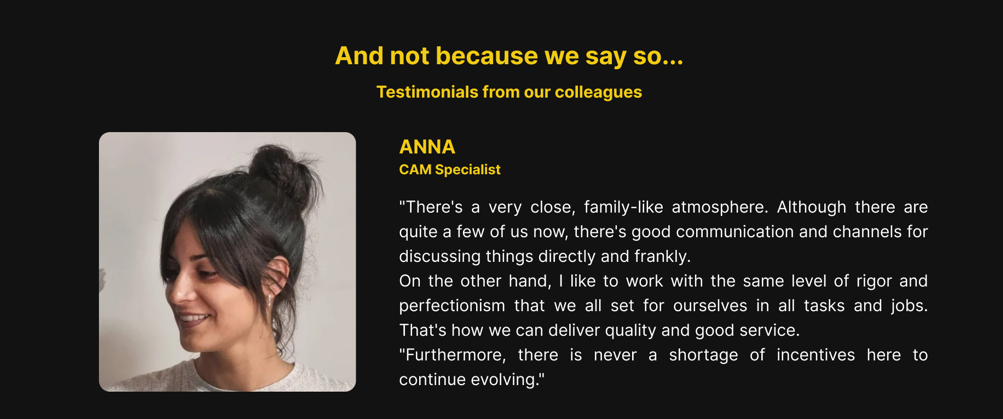 And not because we say so...
Testimonials from our colleagues
ANNA
CAM Specialist
"There's a very close, family-like atmosphere. Although there are
quite a few of us now, there's good communication and channels for
discussing things directly and frankly.
On the other hand, I like to work with the same level of rigor and
perfectionism that we all set for ourselves in all tasks and jobs.
That's how we can deliver quality and good service.
"Furthermore, there is never a shortage of incentives here to
continue evolving."